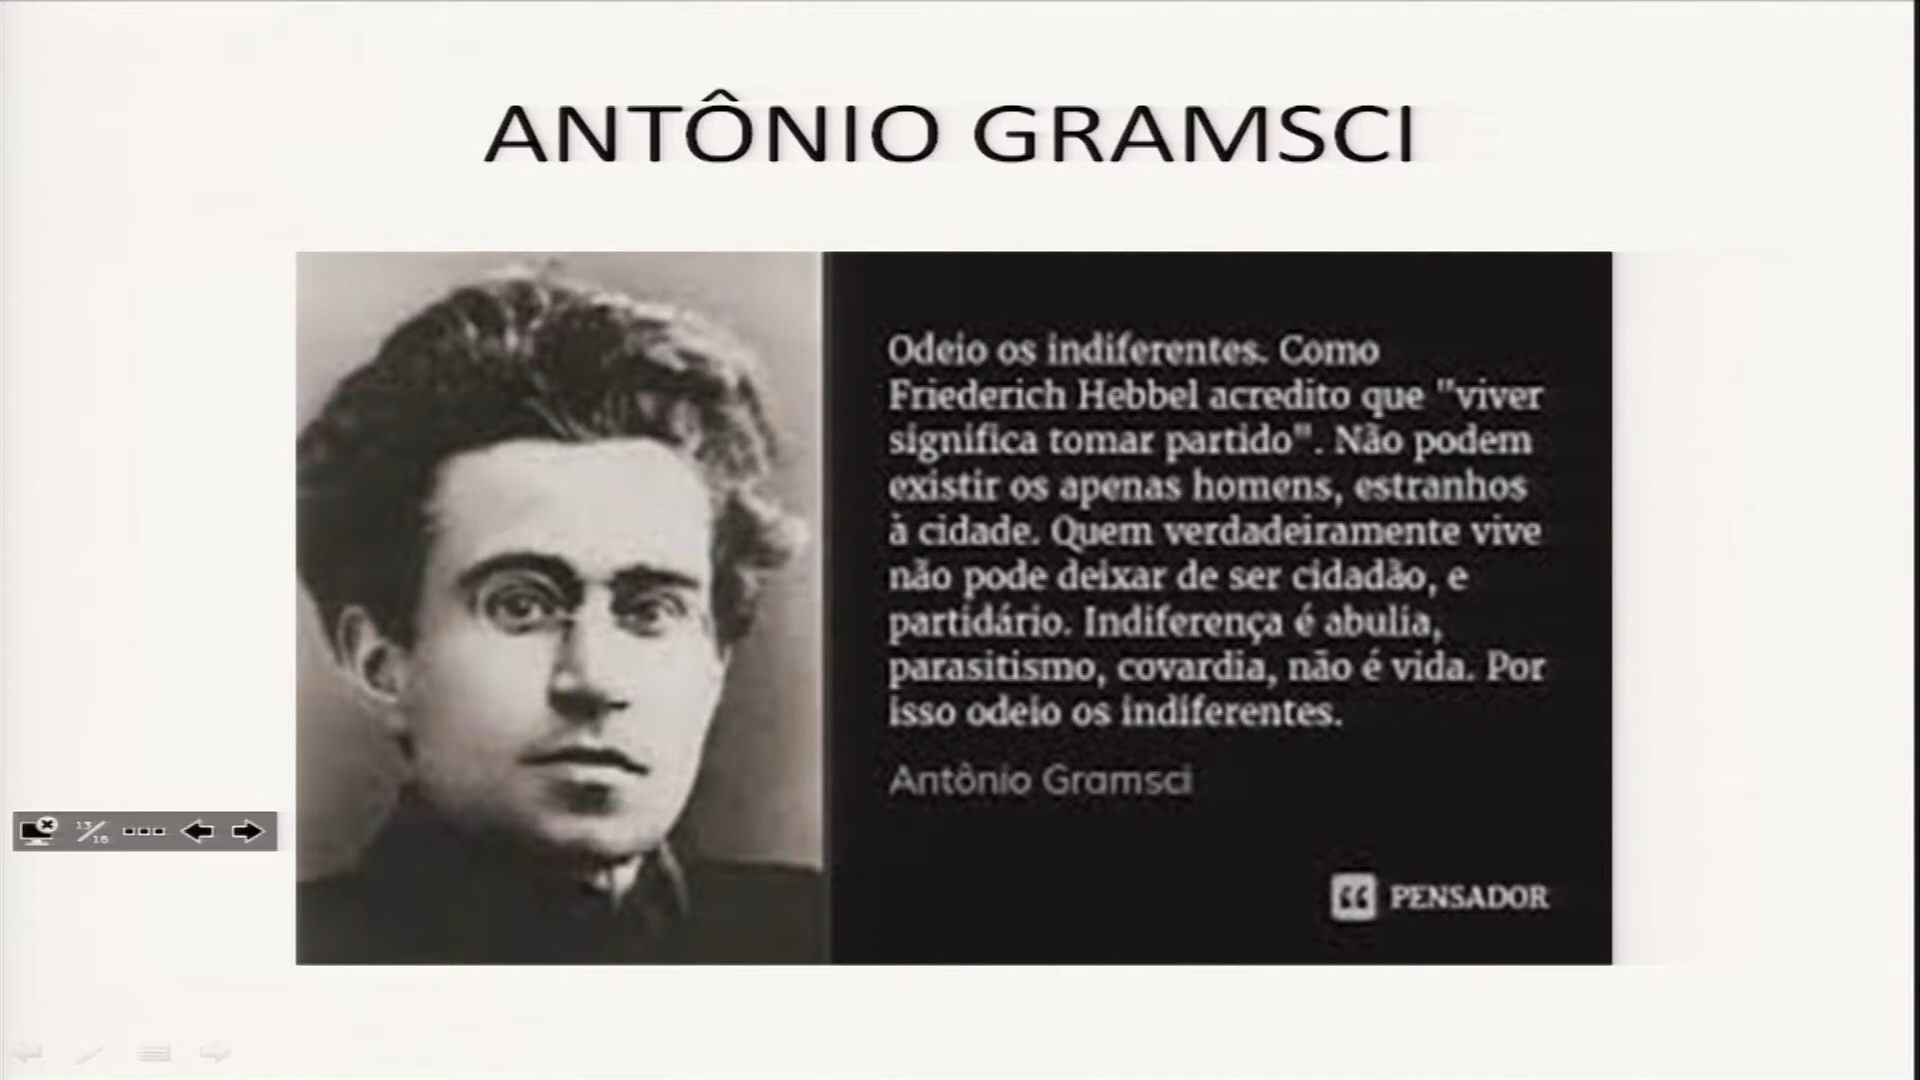 ANTÔNIO GRAMSCI
Odeio os indiferentes. Como
Friederich Hebbel acredito que "viver
significa tomar partido". Não podem
existir os apenas homens, estranhos
à cidade. Quem verdadeiramente vive
não pode deixar de ser cidadão, e
partidário. Indiferença é abulia,
parasitismo, covardia, não é vida. Por
isso odeio os indiferentes.
Antônio Gramsci
13/16
PENSADOR